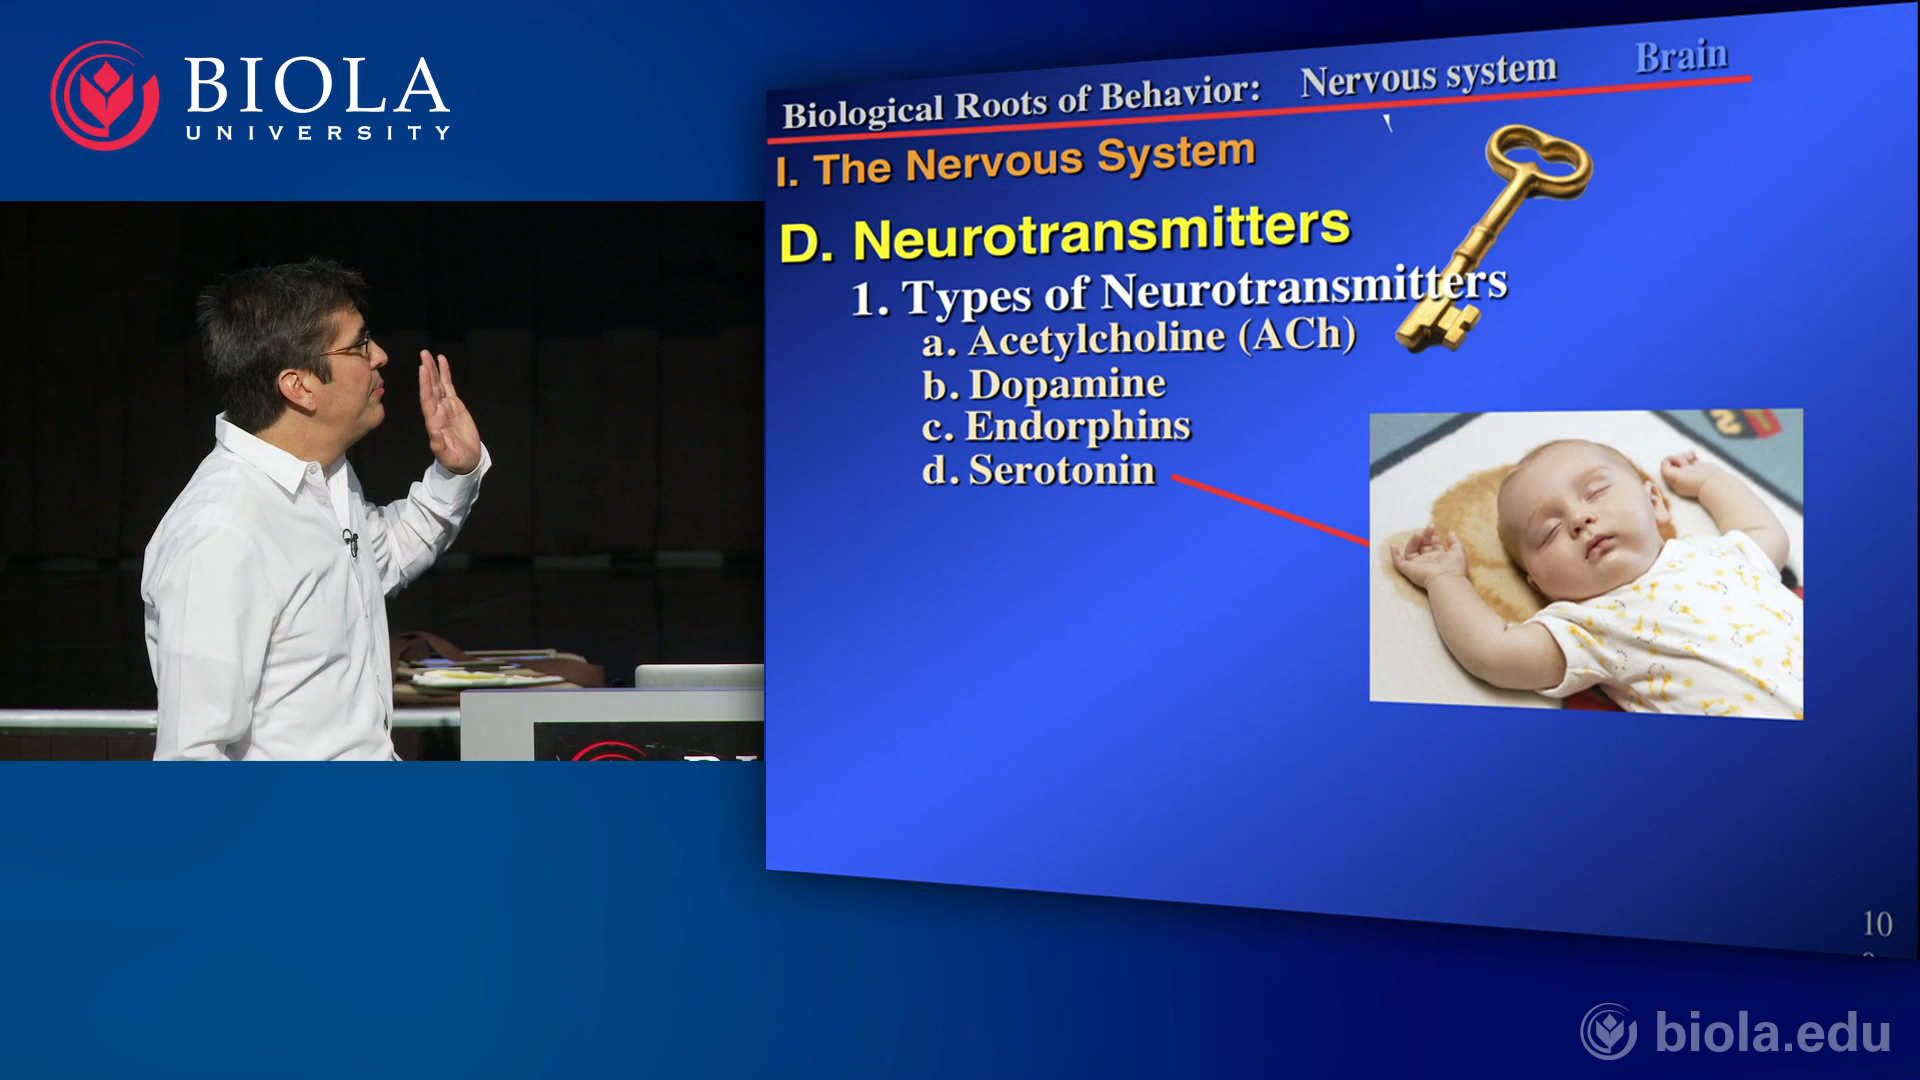 BIOLA
UNIVERSITY
Biological Roots of Behavior: Nervous system Brain
I. The Nervous System
D. Neurotransmitters
1. Types of Neurotransmitters
a. Acetylcholine (ACh)
b. Dopamine
c. Endorphins
d. Serotonin
10
biola.edu